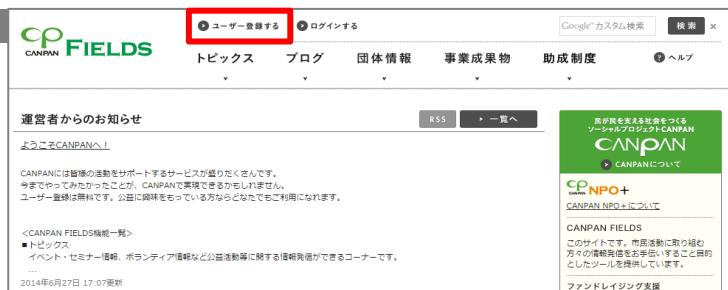 CANPAN FIELDS
ユーザー登録する
ログインする
Google™カスタム検索
検索
×
トピックス
ブログ
団体情報
事業成果物
助成制度
ヘルプ
運営者からのお知らせ
RSS
一覧へ
ようこそCANPANへ！
CANPANには皆様の活動をサポートするサービスが盛りだくさんです。
今までやってみたかったことが、CANPANで実現できるかもしれません。
ユーザー登録は無料です。公益に興味をもっている方ならどなたでもご利用になれます。
＜CANPAN FIELDS機能一覧＞
■トピックス
イベント・セミナー情報、ボランティア情報など公益活動等に関する情報発信ができるコーナーです。
…
2014年6月27日 17:07更新
民が民を支える社会をつくる
ソーシャルプロジェクトCANPAN
CANPAN
CANPANについて
CANPAN NPO＋
CANPAN NPO＋について
CANPAN FIELDS
このサイトです。市民活動に取り組む
方々の情報発信をお手伝いすること目的
としたツールを提供しています。
ファンドレイジング支援